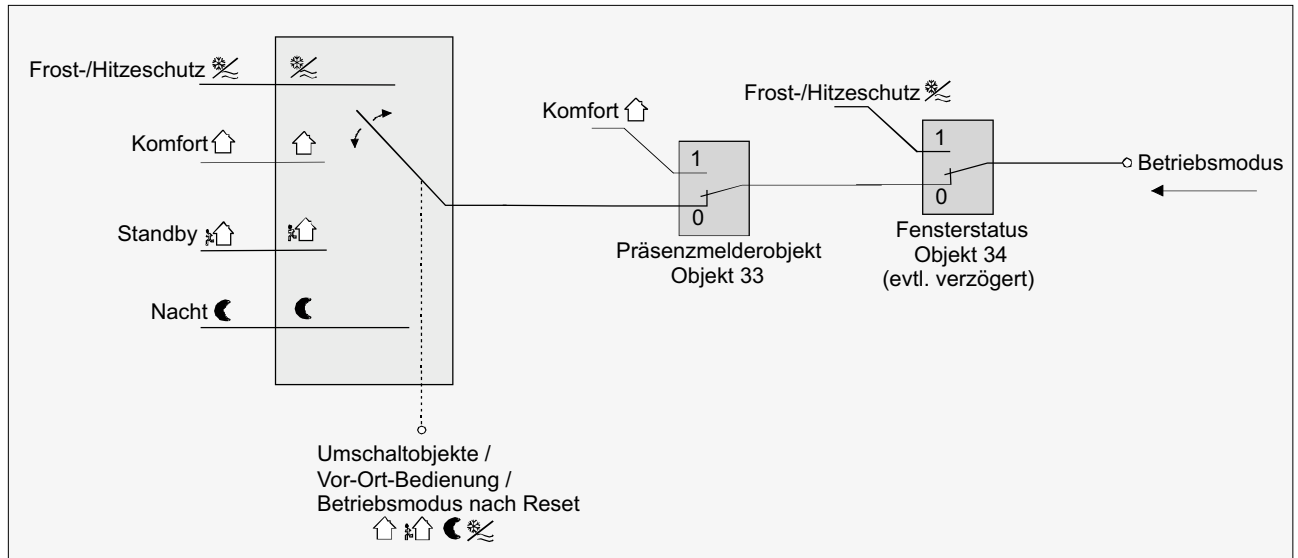 Frost-/Hitzeschutz
Komfort
Standby
Nacht
Umschaltobjekte /
Vor-Ort-Bedienung /
Betriebsmodus nach Reset
Komfort
1
0
Präsenzmelderobjekt
Objekt 33
Frost-/Hitzeschutz
1
0
Fensterstatus
Objekt 34
(evtl. verzögert)
Betriebsmodus